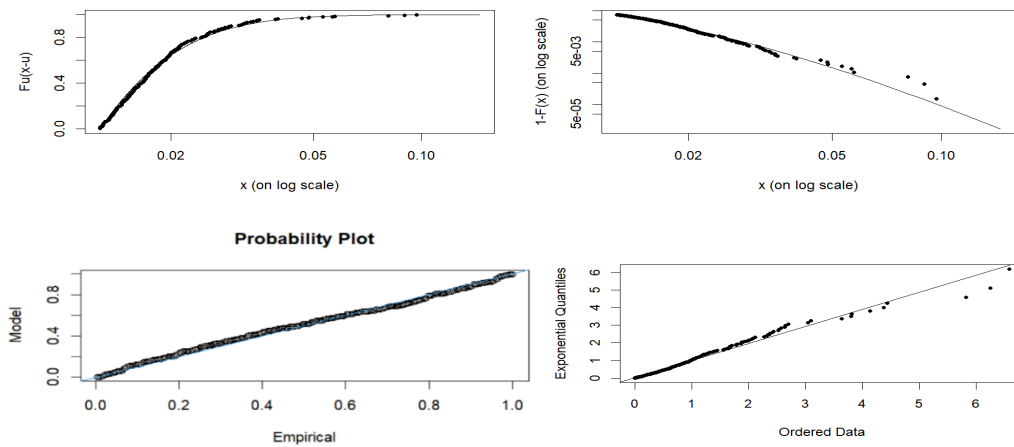 Fu(x-u)
0.8
0.4
0.0
0.02 0.05 0.10
x (on log scale)
1-F(x) (on log scale)
5e-03
5e-05
0.02 0.05 0.10
x (on log scale)
Probability Plot
Model
0.8
0.4
0.0
0.0 0.2 0.4 0.6 0.8 1.0
Empirical
Exponential Quantiles
6
5
4
3
2
1
0
0 1 2 3 4 5 6
Ordered Data